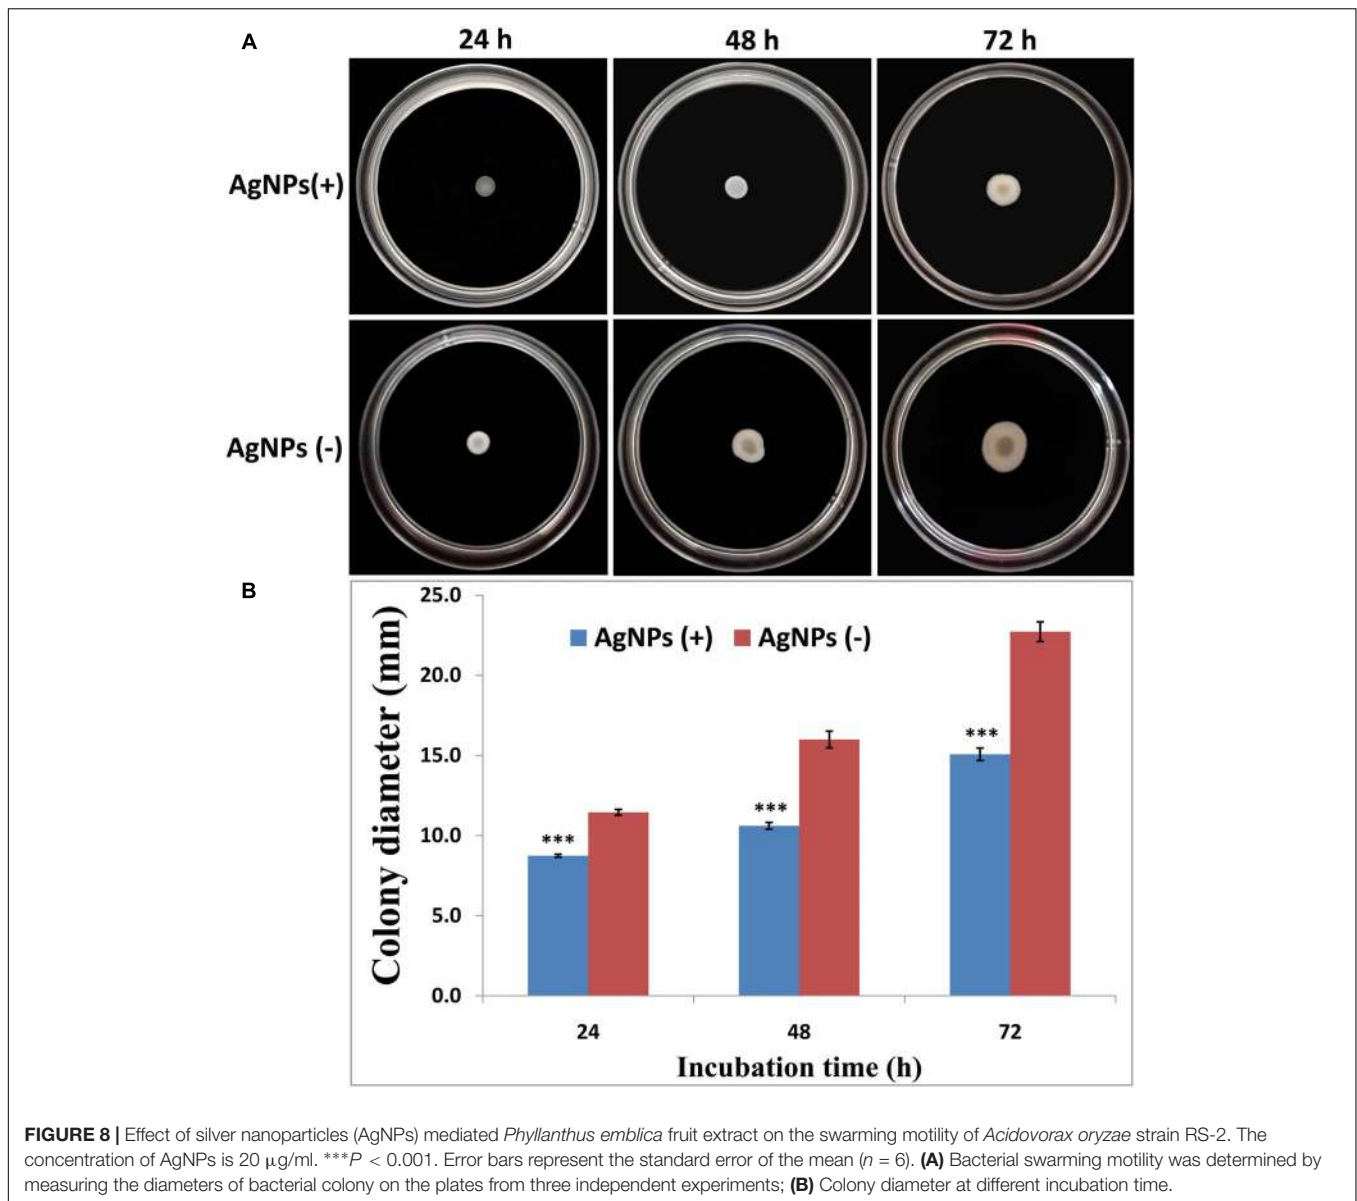 A
24 h 48 h 72 h
AgNPs(+)
AgNPs (-)
B
Colony diameter (mm)
25.0
20.0
15.0
10.0
5.0
0.0
AgNPs (+) AgNPs (-)
***
***
***
24 48 72
Incubation time (h)
FIGURE 8 | Effect of silver nanoparticles (AgNPs) mediated Phyllanthus emblica fruit extract on the swarming motility of Acidovorax oryzae strain RS-2. The
concentration of AgNPs is 20 μg/ml. ***P < 0.001. Error bars represent the standard error of the mean (n = 6). (A) Bacterial swarming motility was determined by
measuring the diameters of bacterial colony on the plates from three independent experiments; (B) Colony diameter at different incubation time.